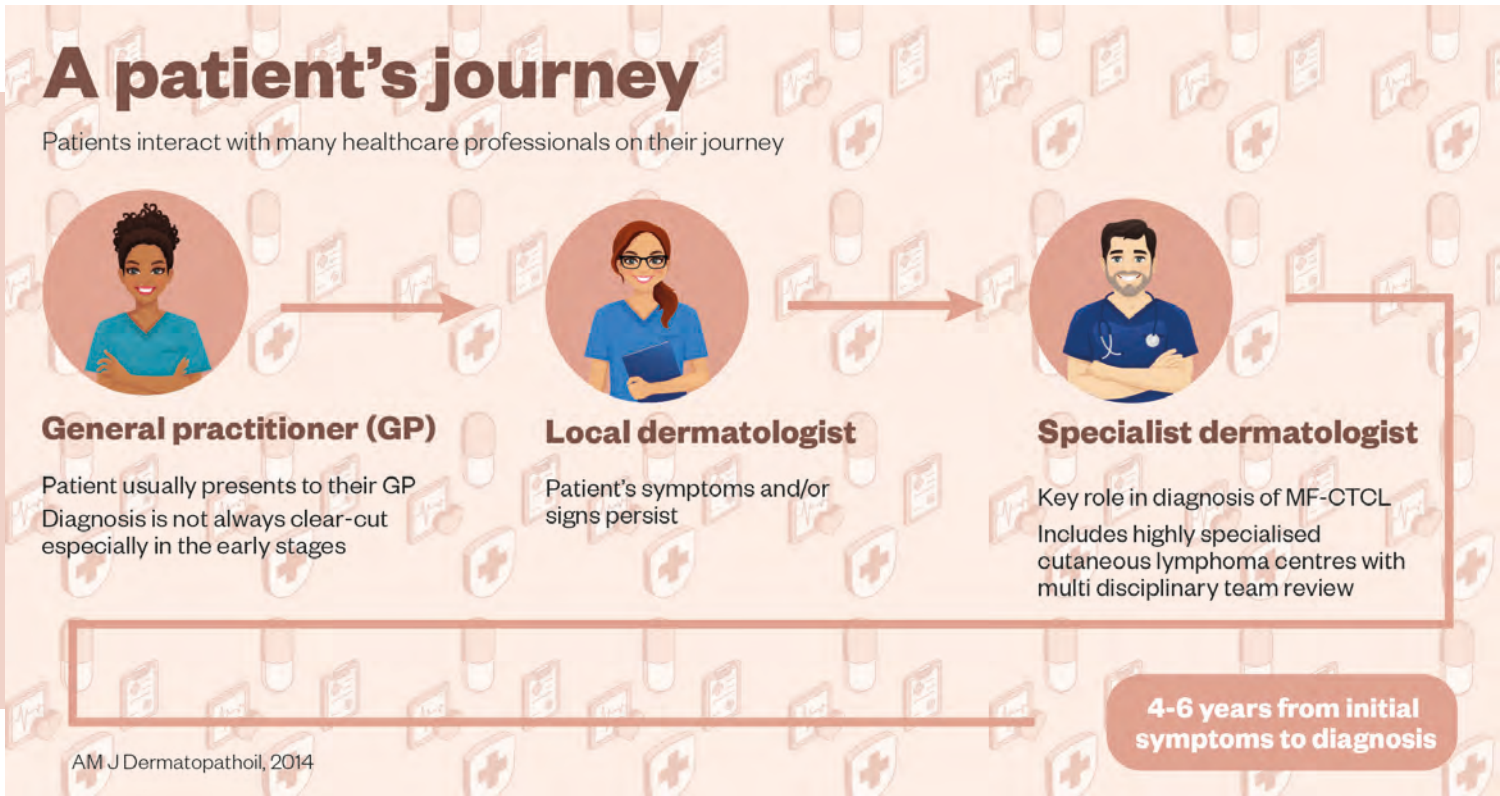 A patient's journey
Patients interact with many healthcare professionals on their journey
General practitioner (GP)
Patient usually presents to their GP
Diagnosis is not always clear-cut
especially in the early stages
Local dermatologist
Patient's symptoms and/or
signs persist
Specialist dermatologist
Key role in diagnosis of MF-CTCL
Includes highly specialised
cutaneous lymphoma centres with
multi disciplinary team review
4-6 years from initial
symptoms to diagnosis
AM J Dermatopathoil, 2014